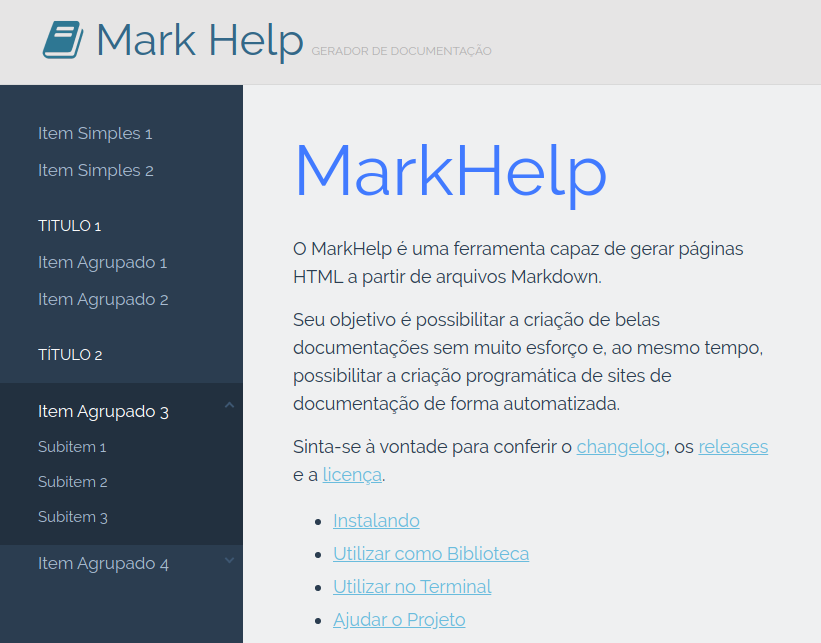 Mark Help GERADOR DE DOCUMENTAÇÃO
Item Simples 1
Item Simples 2
TITULO 1
Item Agrupado 1
Item Agrupado 2
TÍTULO 2
Item Agrupado 3
Subitem 1
Subitem 2
Subitem 3
Item Agrupado 4
MarkHelp
O MarkHelp é uma ferramenta capaz de gerar páginas
HTML a partir de arquivos Markdown.
Seu objetivo é possibilitar a criação de belas
documentações sem muito esforço e, ao mesmo tempo,
possibilitar a criação programática de sites de
documentação de forma automatizada.
Sinta-se à vontade para conferir o changelog, os releases
e a licença.
Instalando
Utilizar como Biblioteca
Utilizar no Terminal
Ajudar o Projeto